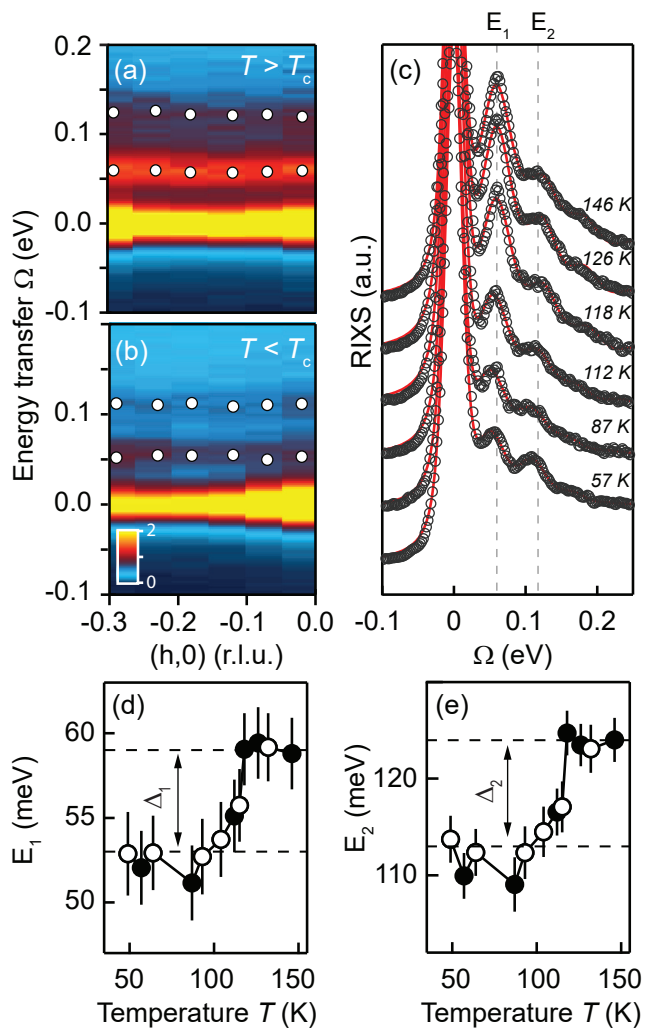 E₁ E₂
0.2
(a)
T > Tc
0.1
0.0
-0.1
(b)
T < Tc
0.1
0.0
-0.1
2
0
Energy transfer Ω (eV)
-0.3 -0.2 -0.1 0.0
(h,0) (r.l.u.)
(c)
146 K
126 K
118 K
112 K
87 K
57 K
RIXS (a.u.)
-0.1 0 0.1 0.2
Ω (eV)
(d)
60
55
50
Δ₁
E₁ (meV)
50 100 150
Temperature T (K)
(e)
120
110
Δ₂
E₂ (meV)
50 100 150
Temperature T (K)